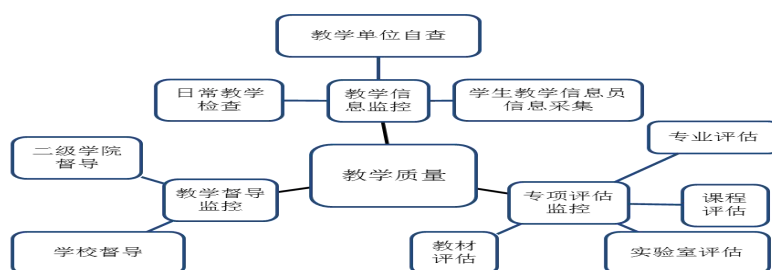 教学单位自查
日常教学
检查
教学信
息监控
学生教学信息员
信息采集
二级学院
督导
教学督导
监控
教学质量
专项评估
监控
专业评估
课程
评估
学校督导
教材
评估
实验室评估